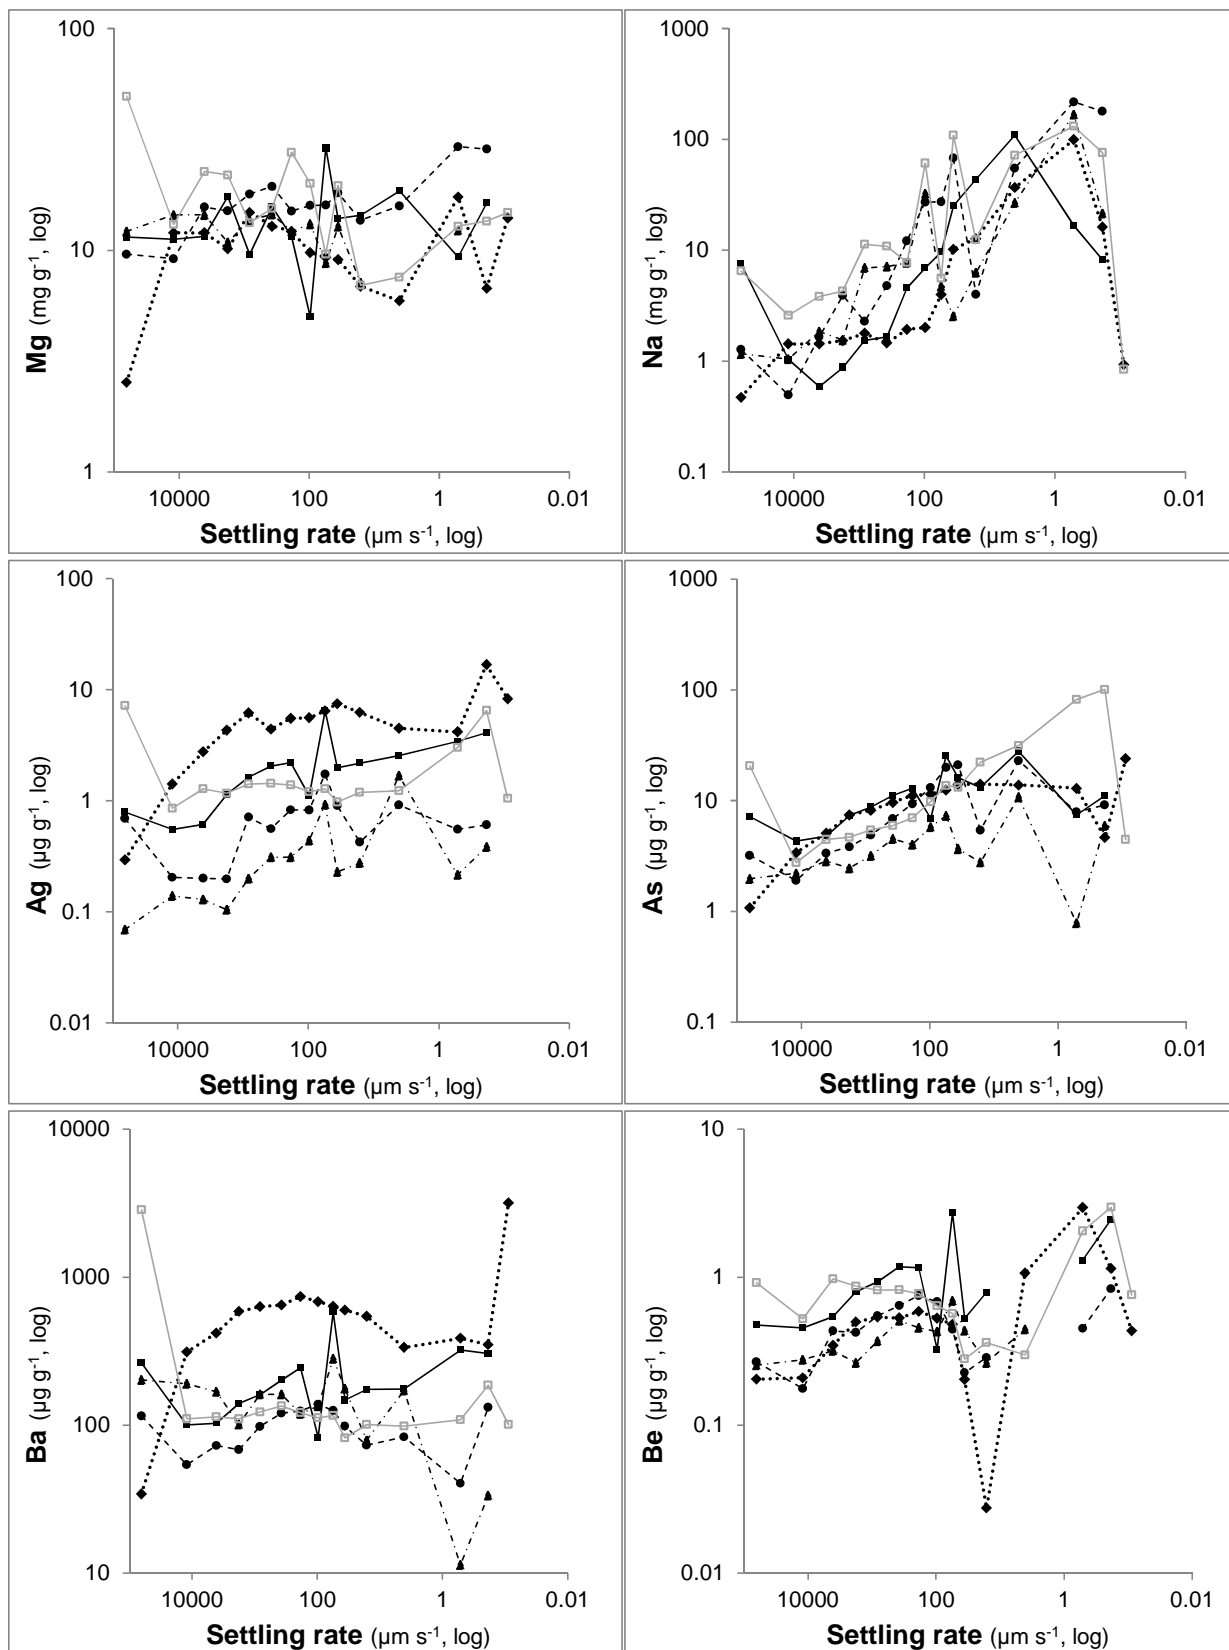 100
10
1
Mg (mg g-1, log)
10000 100 1 0.01
Settling rate (µm s-1, log)
1000
100
10
1
0.1
Na (mg g-1, log)
10000 100 1 0.01
Settling rate (µm s-1, log)
100
10
1
0.1
0.01
Ag (µg g-1, log)
10000 100 1 0.01
Settling rate (µm s-1, log)
1000
100
10
1
0.1
As (µg g-1, log)
10000 100 1 0.01
Settling rate (µm s-1, log)
10000
1000
100
10
Ba (µg g-1, log)
10000 100 1 0.01
Settling rate (µm s-1, log)
10
1
0.1
0.01
Be (µg g-1, log)
10000 100 1 0.01
Settling rate (µm s-1, log)